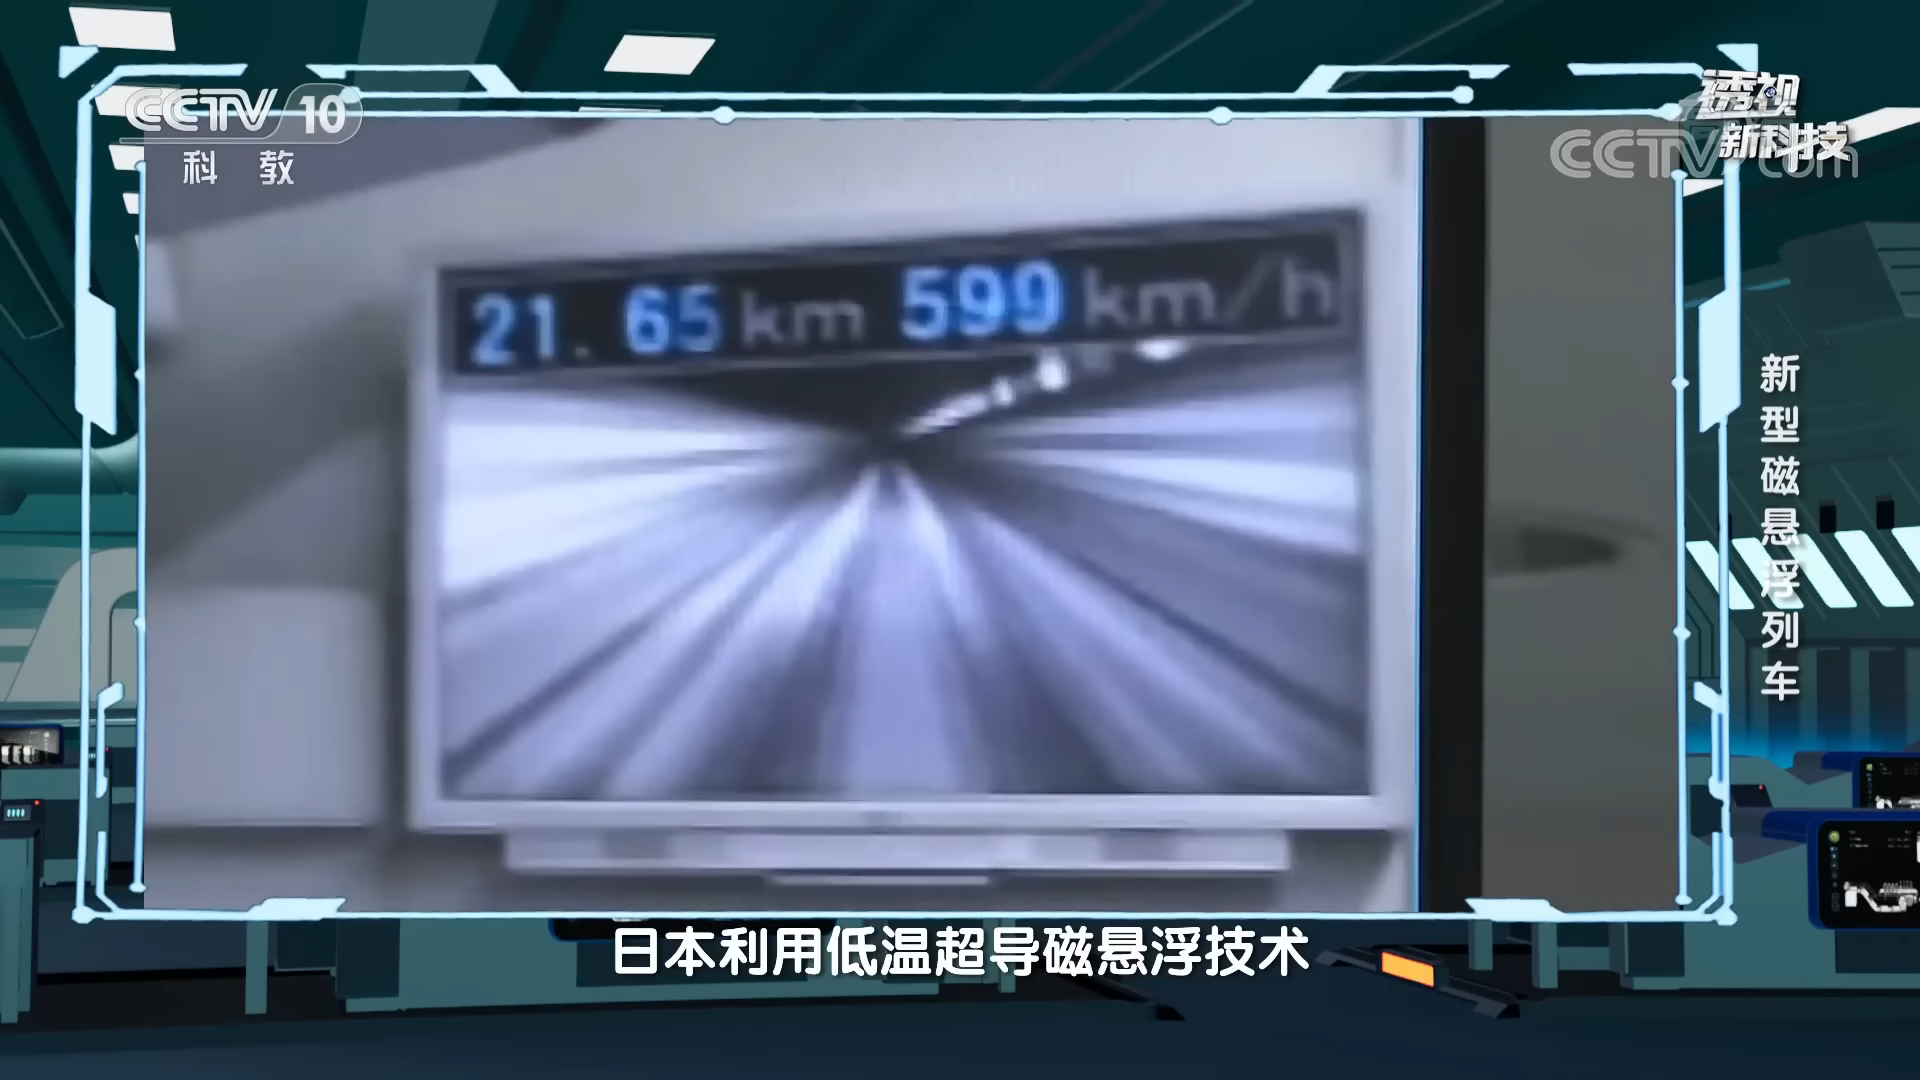 CCTV 10
科 教
透视
新科技
CCTV.com
21. 65 km 599 km/h
新型磁悬浮列车
日本利用低温超导磁悬浮技术